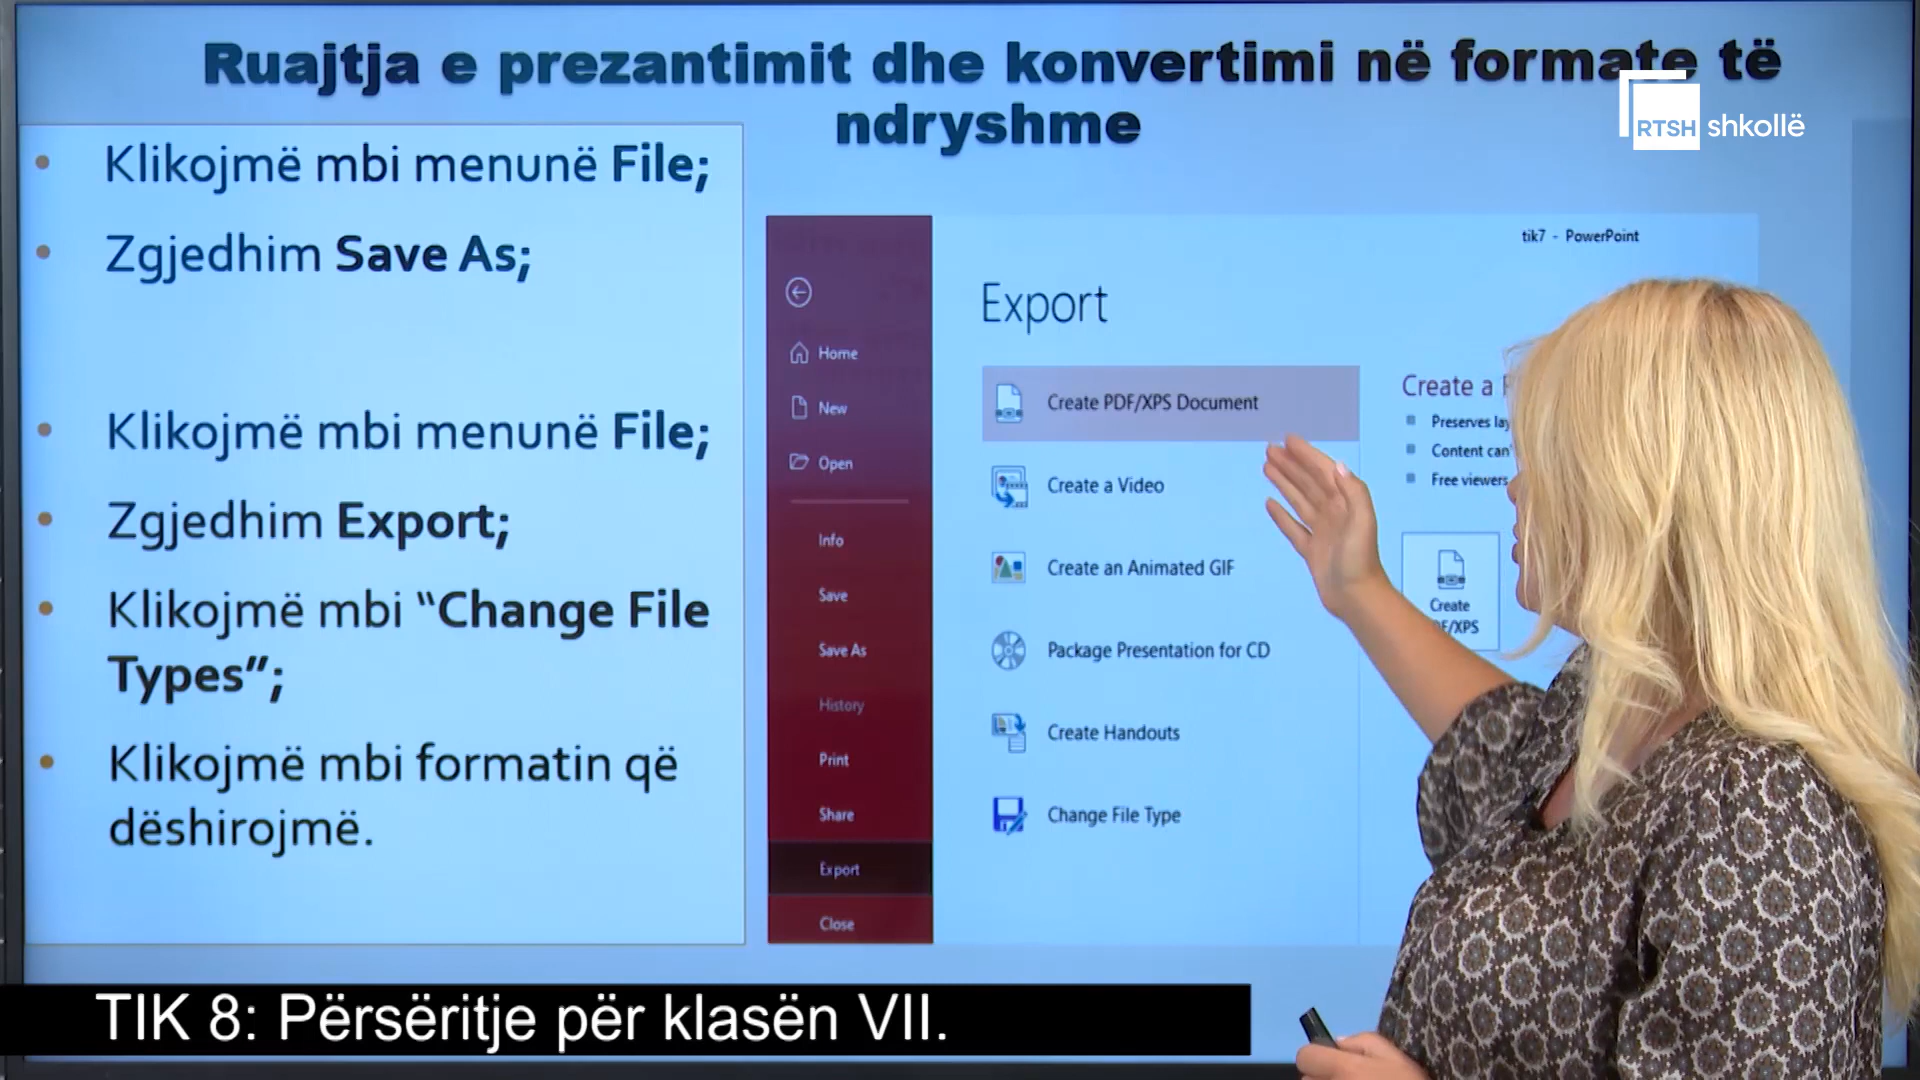 Ruajtja e prezantimit dhe konvertimi në formate të
ndryshme
RTSH shkollë
Klikojmë mbi menunë File;
Zgjedhim Save As;
Klikojmë mbi menunë File;
Zgjedhim Export;
Klikojmë mbi “Change File
Types”;
Klikojmë mbi formatin që
dëshirojmë.
tik7 - PowerPoint
Home
New
Open
Info
Save
Save As
History
Print
Share
Export
Close
Export
Create PDF/XPS Document
Create a Video
Create an Animated GIF
Package Presentation for CD
Create Handouts
Change File Type
Create a
Preserves
Content can'
Free viewers
Create
TIK 8: Përsëritje për klasën VII.